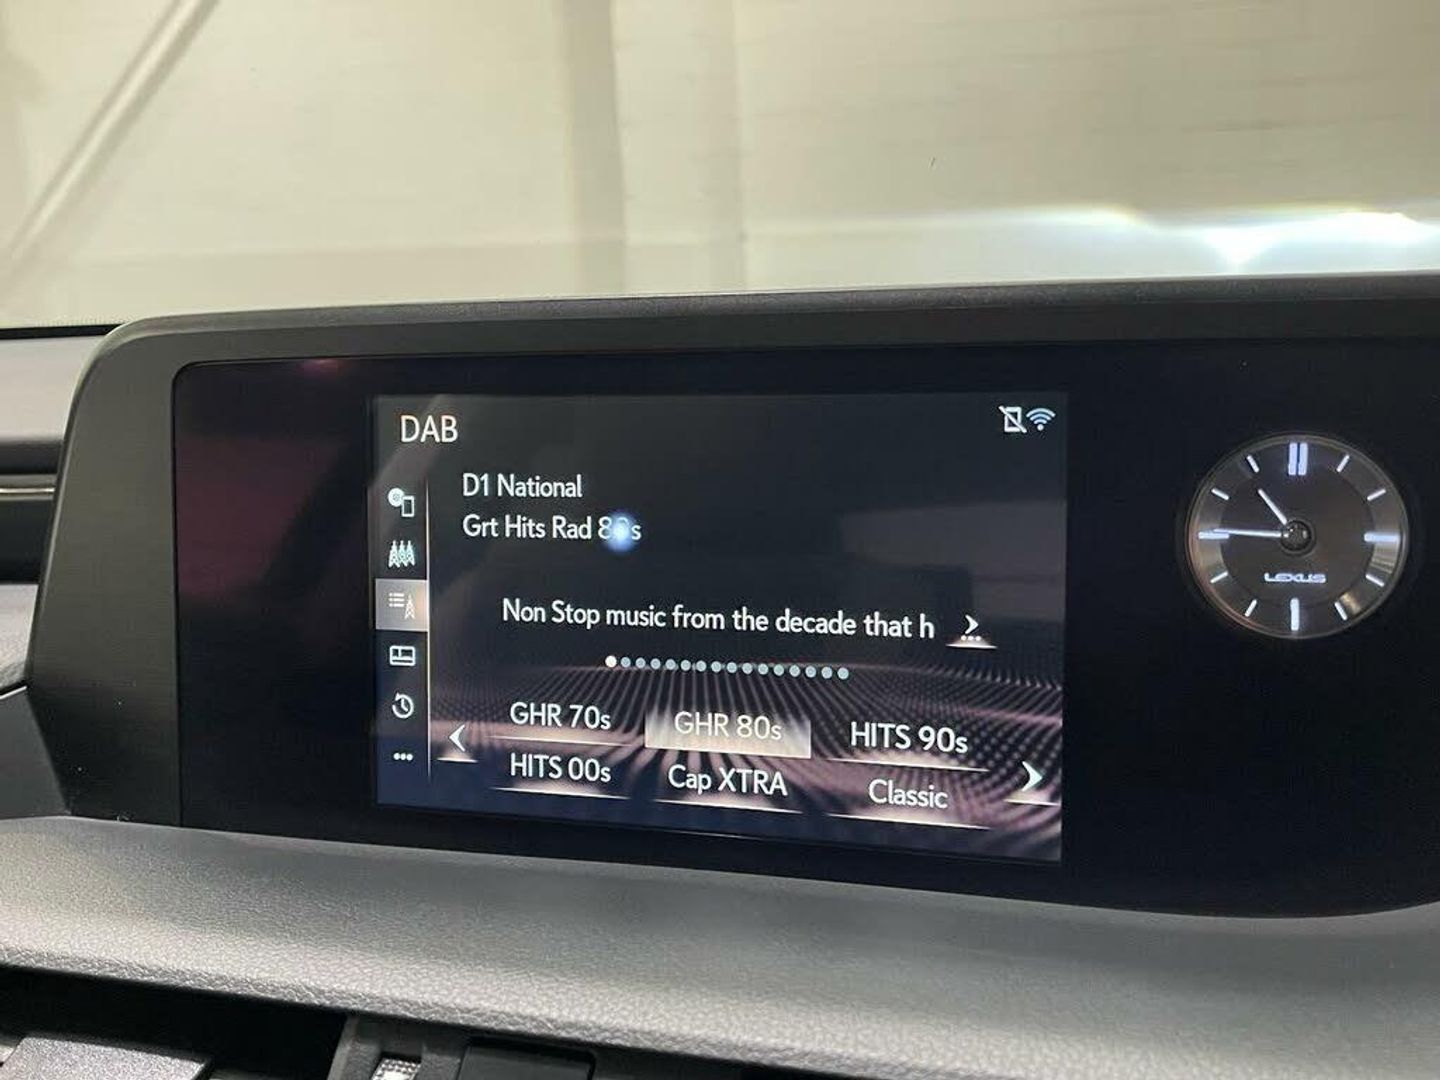 DAB
D1 National
Grt Hits Rad 80s
Non Stop music from the decade that h
GHR 70s GHR 80s HITS 90s
HITS 00s Cap XTRA Classic
LEXUS